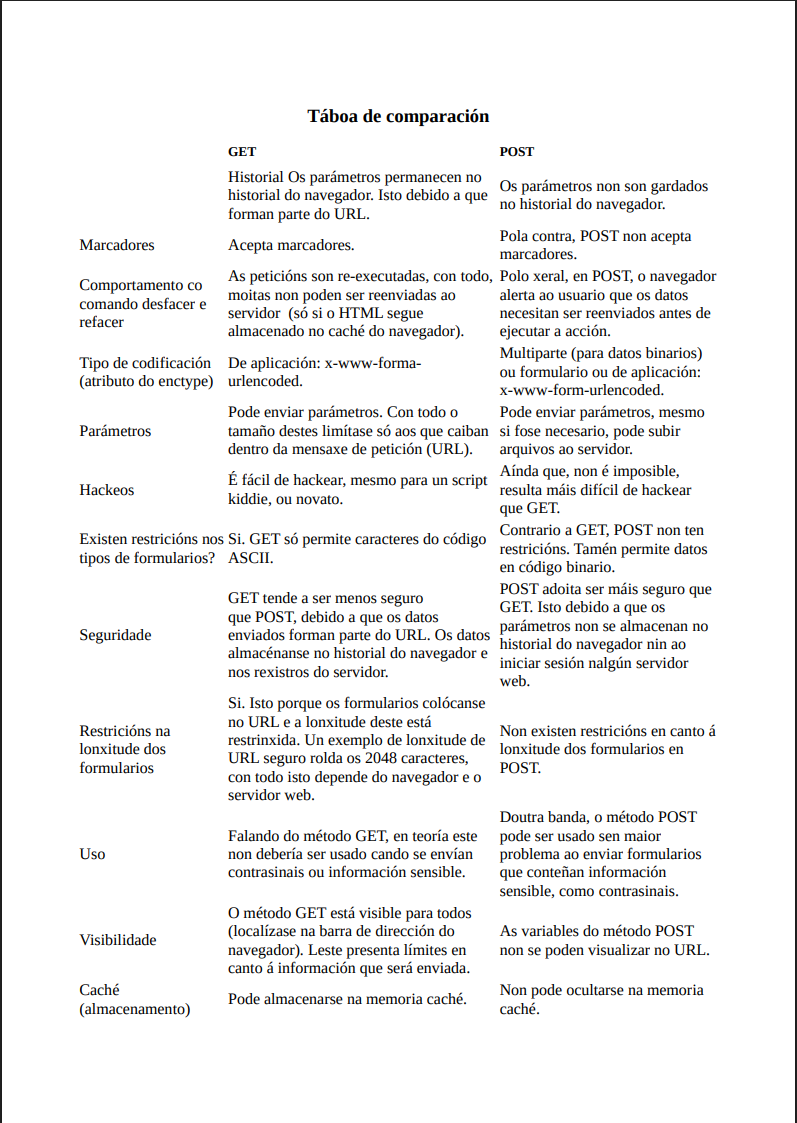 Táboa de comparación
GET POST
Historial Os parámetros permanecen no
historial do navegador. Isto debido a que
forman parte do URL.
Os parámetros non son gardados
no historial do navegador.
Marcadores
Acepta marcadores.
Pola contra, POST non acepta
marcadores.
Comportamento co
comando desfacer e
refacer
As peticións son re-executadas, con todo,
moitas non poden ser reenviadas ao
servidor  (só si o HTML segue
almacenado no caché do navegador).
Polo xeral, en POST, o navegador
alerta ao usuario que os datos
necesitan ser reenviados antes de
ejecutar a acción.
Tipo de codificación
(atributo do enctype)
De aplicación: x-www-forma-
urlencoded.
Multiparte (para datos binarios)
ou formulario ou de aplicación:
x-www-form-urlencoded.
Parámetros
Pode enviar parámetros. Con todo o
tamaño destes limítase só aos que caiban
dentro da mensaxe de petición (URL).
Pode enviar parámetros, mesmo
si fose necesario, pode subir
arquivos ao servidor.
Hackeos
É fácil de hackear, mesmo para un script
kiddie, ou novato.
Aínda que, non é imposible,
resulta máis difícil de hackear
que GET.
Existen restricións nos
tipos de formularios?
Si. GET só permite caracteres do código
ASCII.
Contrario a GET, POST non ten
restricións. Tamén permite datos
en código binario.
Seguridade
GET tende a ser menos seguro
que POST, debido a que os datos
enviados forman parte do URL. Os datos
almacénanse no historial do navegador e
nos rexistros do servidor.
POST adoita ser máis seguro que
GET. Isto debido a que os
parámetros non se almacenan no
historial do navegador nin ao
iniciar sesión nalgún servidor
web.
Restricións na
lonxitude dos
formularios
Si. Isto porque os formularios colócanse
no URL e a lonxitude deste está
restrinxida. Un exemplo de lonxitude de
URL seguro rolda os 2048 caracteres,
con todo isto depende do navegador e o
servidor web.
Non existen restricións en canto á
lonxitude dos formularios en
POST.
Uso
Falando do método GET, en teoría este
non debería ser usado cando se envían
contrasinais ou información sensible.
Doutra banda, o método POST
pode ser usado sen maior
problema ao enviar formularios
que conteñan información
sensible, como contrasinais.
Visibilidade
O método GET está visible para todos
(localízase na barra de dirección do
navegador). Leste presenta límites en
canto á información que será enviada.
As variables do método POST
non se poden visualizar no URL.
Caché
(almacenamento)
Pode almacenarse na memoria caché.
Non pode ocultarse na memoria
caché.